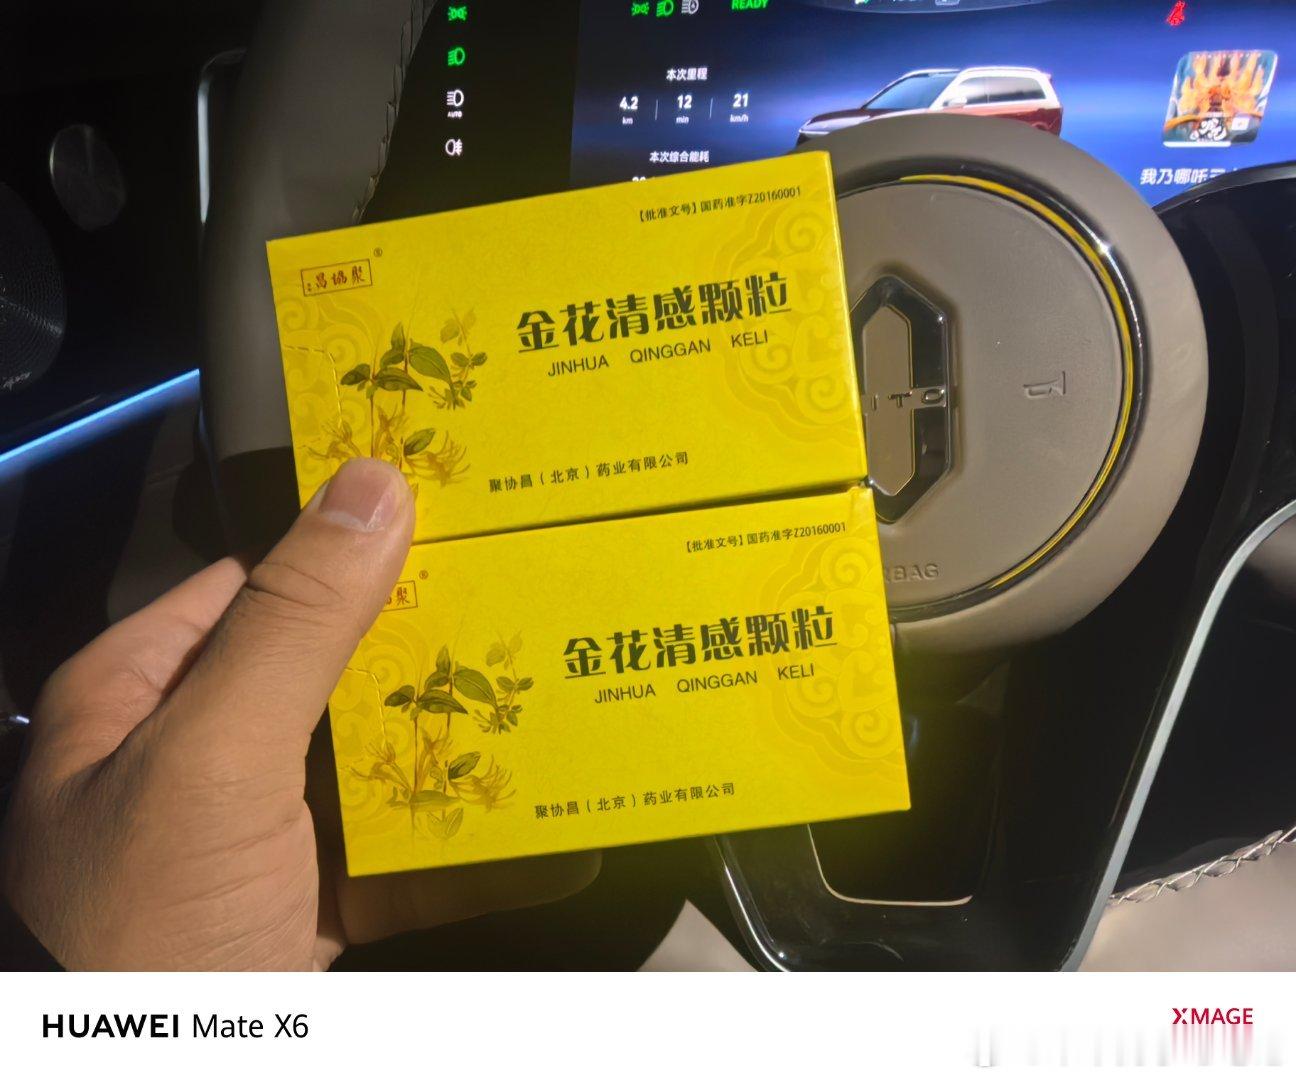 READY
本次里程
4.2 12 21
km min km/h
AUTO
本次综合能耗
我乃哪吒
【批准文号】国药准字Z20160001
聚協昌
®
金花清感颗粒
JINHUA QINGGAN KELI
聚协昌（北京）药业有限公司
【批准文号】国药准字Z20160001
聚
®
金花清感颗粒
JINHUA QINGGAN KELI
聚协昌（北京）药业有限公司
HUAWEI Mate X6
XMAGE